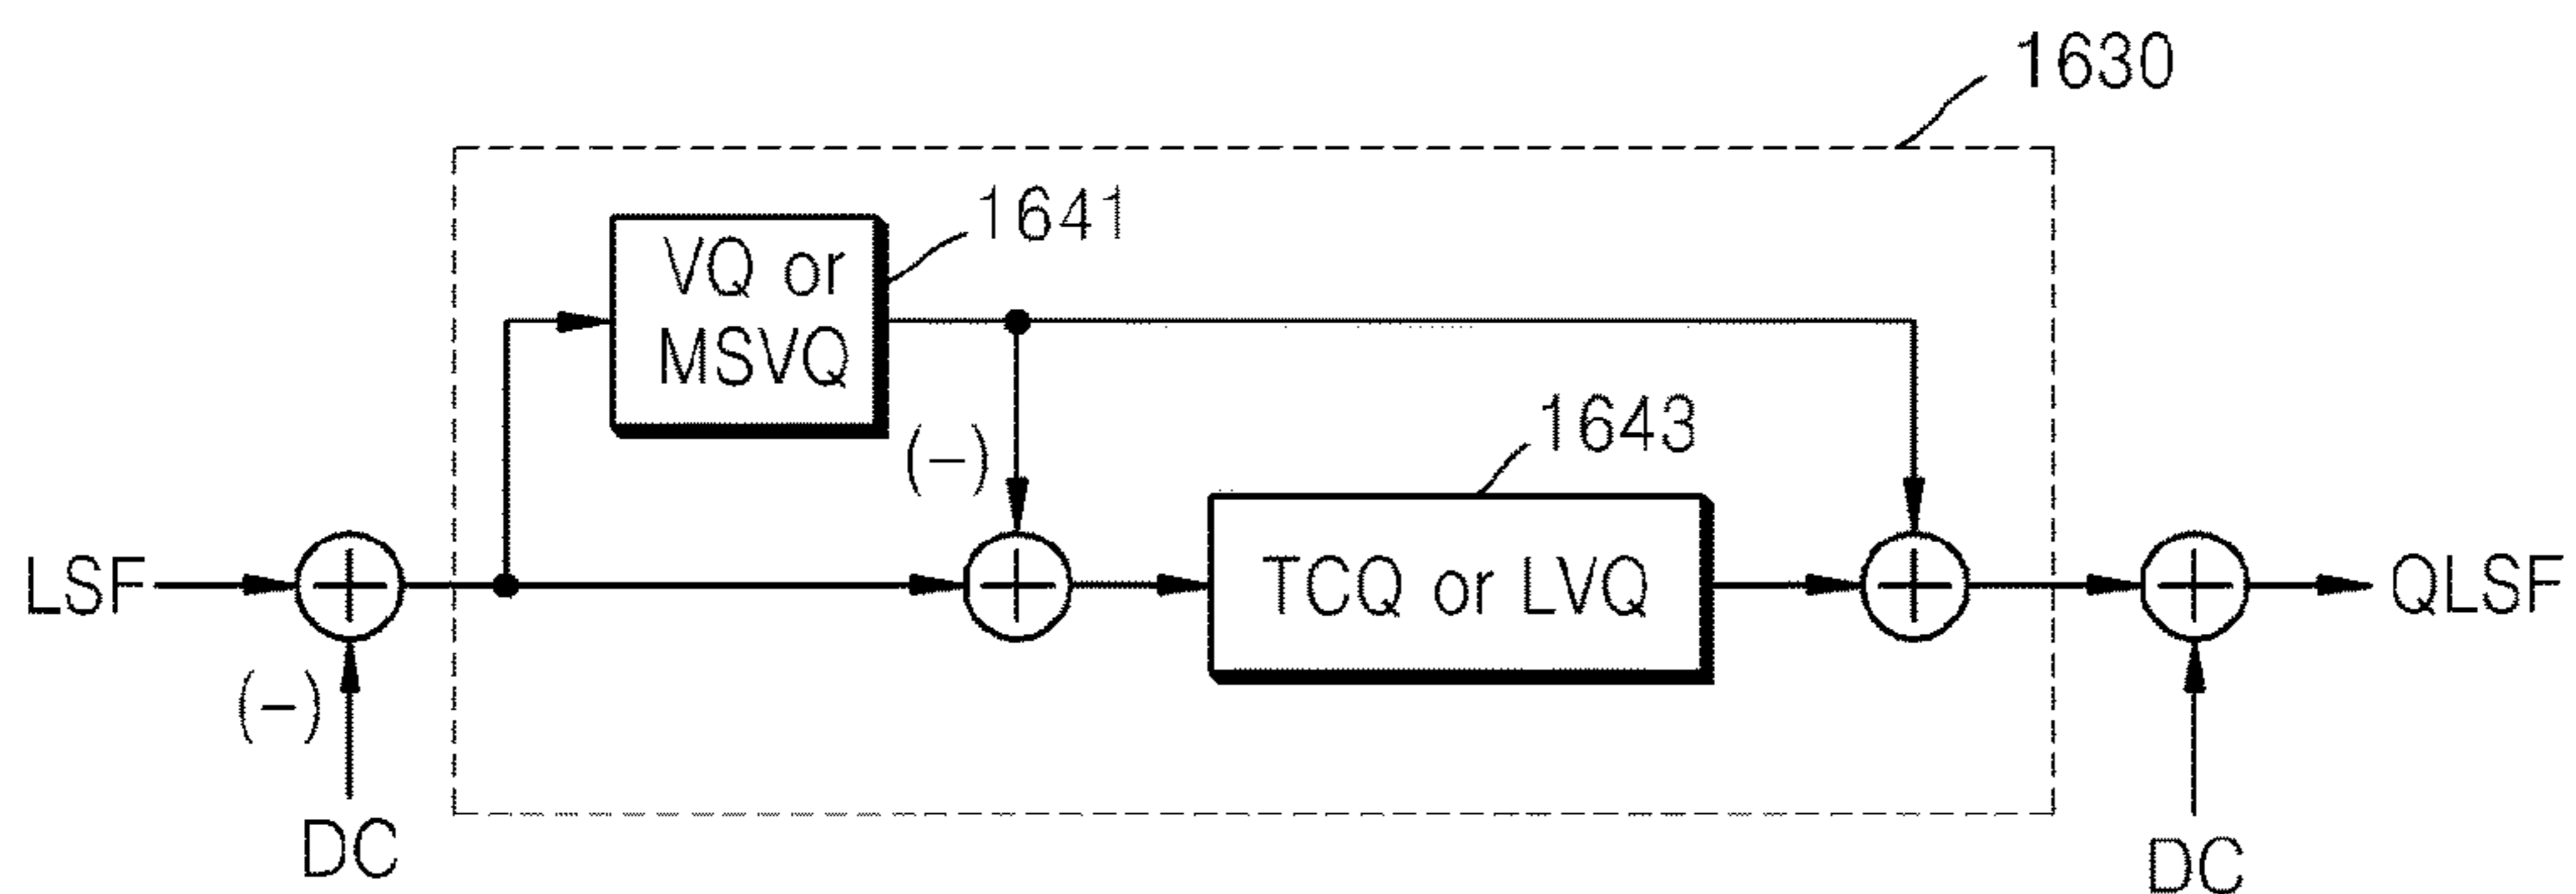 1630
1641
VQ or
MSVQ
(–)
1643
LSF
TCQ or LVQ
QLSF
(–)
DC
DC